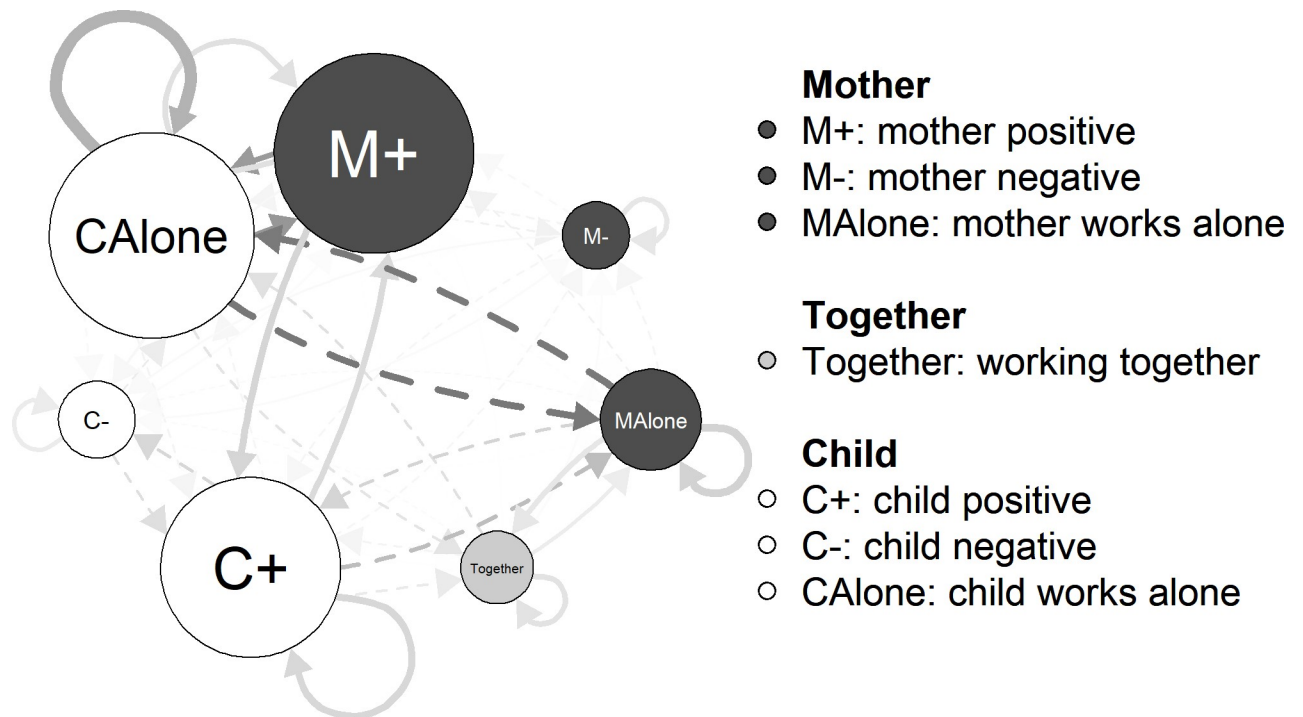 M+
CAlone
M-
C-
MAlone
C+
Together
Mother
M+: mother positive
M-: mother negative
MAlone: mother works alone
Together
Together: working together
Child
C+: child positive
C-: child negative
CAlone: child works alone